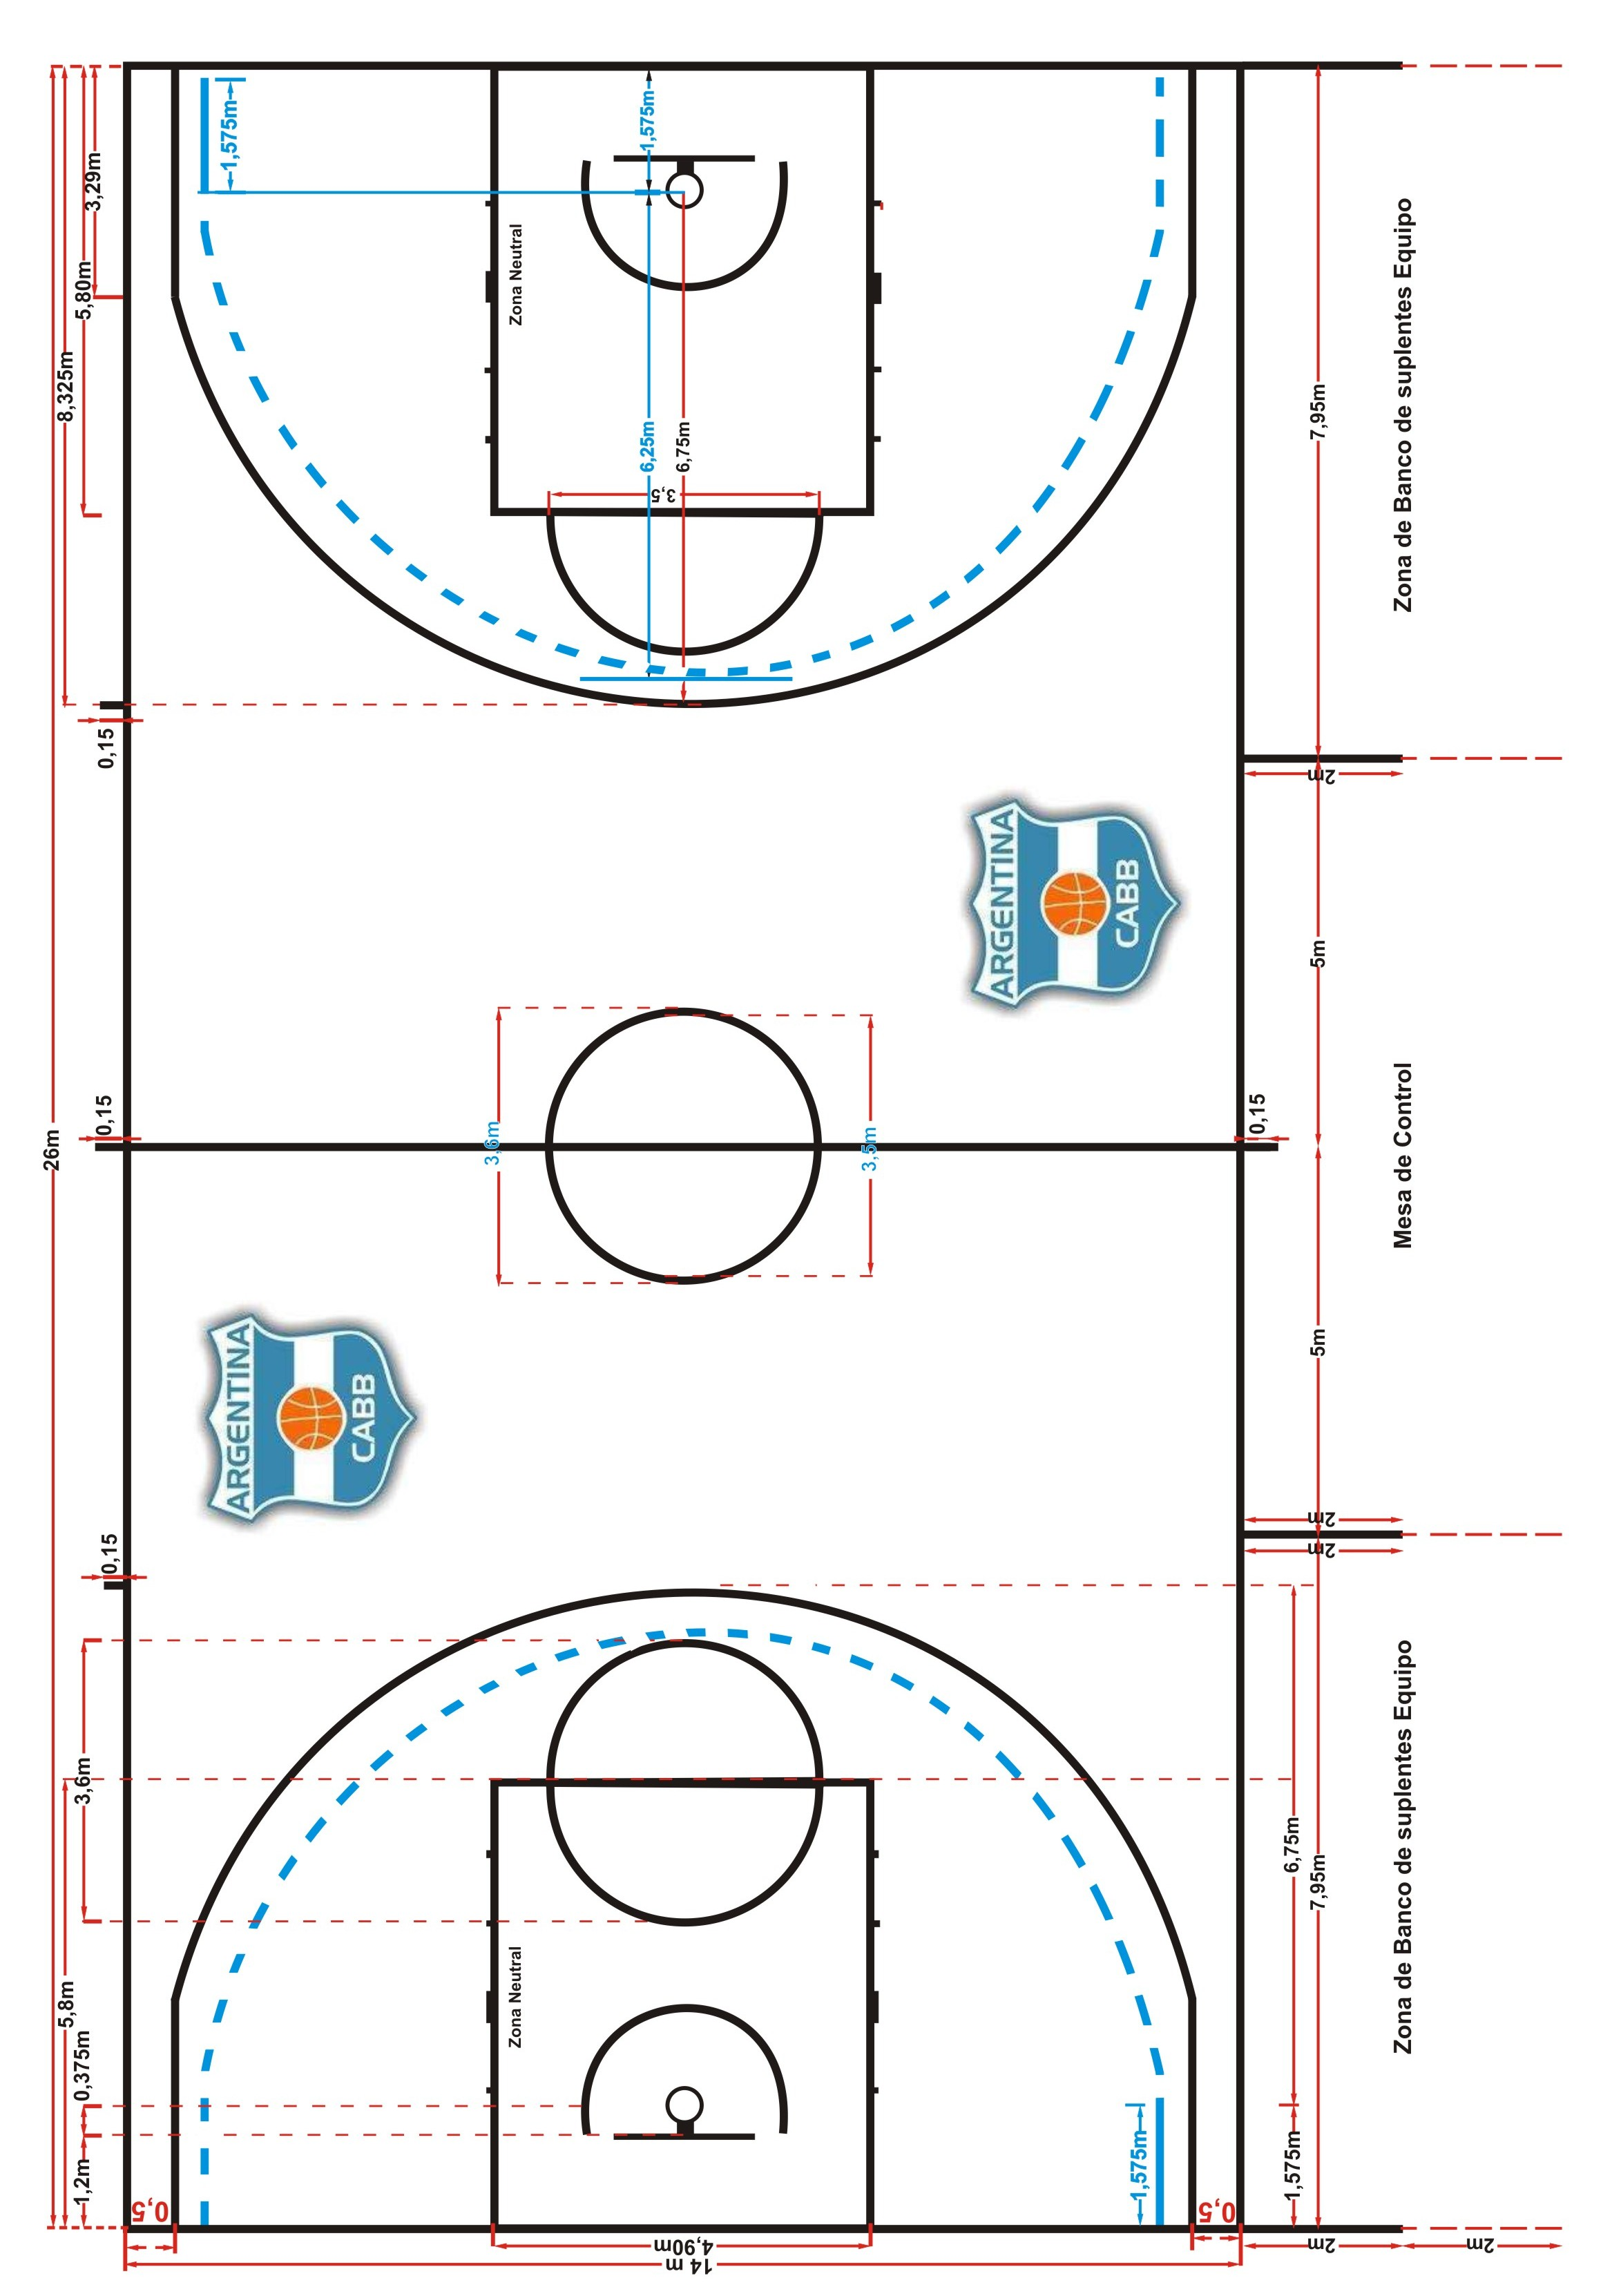 1,575m
1,575m
3,29m
5,80m
8,325m
Zona Neutral
6,25m
6,75m
3,5
7,95m
Zona de Banco de suplentes Equipo
0,15
2m
ARGENTINA
CABB
5m
26m
0,15
3,6m
3,5m
0,15
Mesa de Control
ARGENTINA
CABB
5m
0,15
2m
2m
3,6m
6,75m
7,95m
Zona de Banco de suplentes Equipo
5,8m
Zona Neutral
0,375m
1,2m
1,575m
1,575m
0,5
0,5
4,90m
14 m
2m
2m